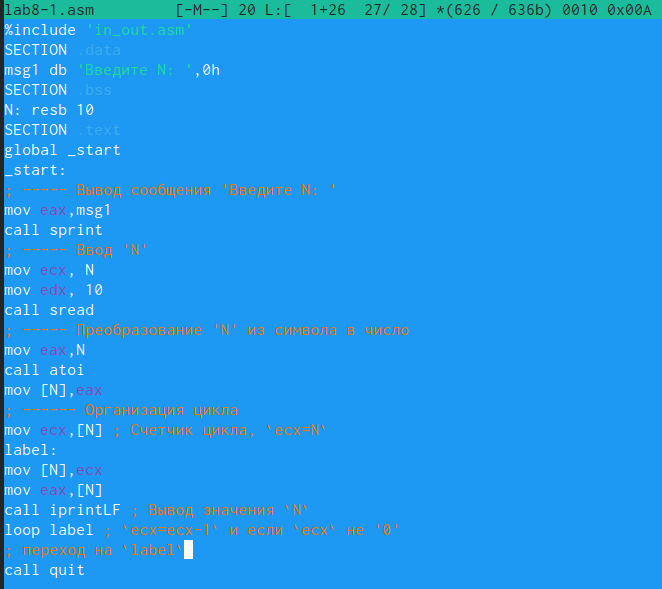 lab8-1.asm [-M--] 20 L:[ 1+26 27/ 28] *(626 / 636b) 0010 0x00A
%include 'in_out.asm'
SECTION .data
msg1 db 'Введите N: ',0h
SECTION .bss
N: resb 10
SECTION .text
global _start
_start:
; ----- Вывод сообщения 'Введите N: '
mov eax,msg1
call sprint
; ----- Ввод 'N'
mov ecx, N
mov edx, 10
call sread
; ----- Преобразование 'N' из символа в число
mov eax,N
call atoi
mov [N],eax
; ------ Организация цикла
mov ecx,[N] ; Счетчик цикла, `ecx=N`
label:
mov [N],ecx
mov eax,[N]
call iprintLF ; Вывод значения `N`
loop label ; `ecx=ecx-1` и если `ecx` не '0'
; переход на `label`
call quit